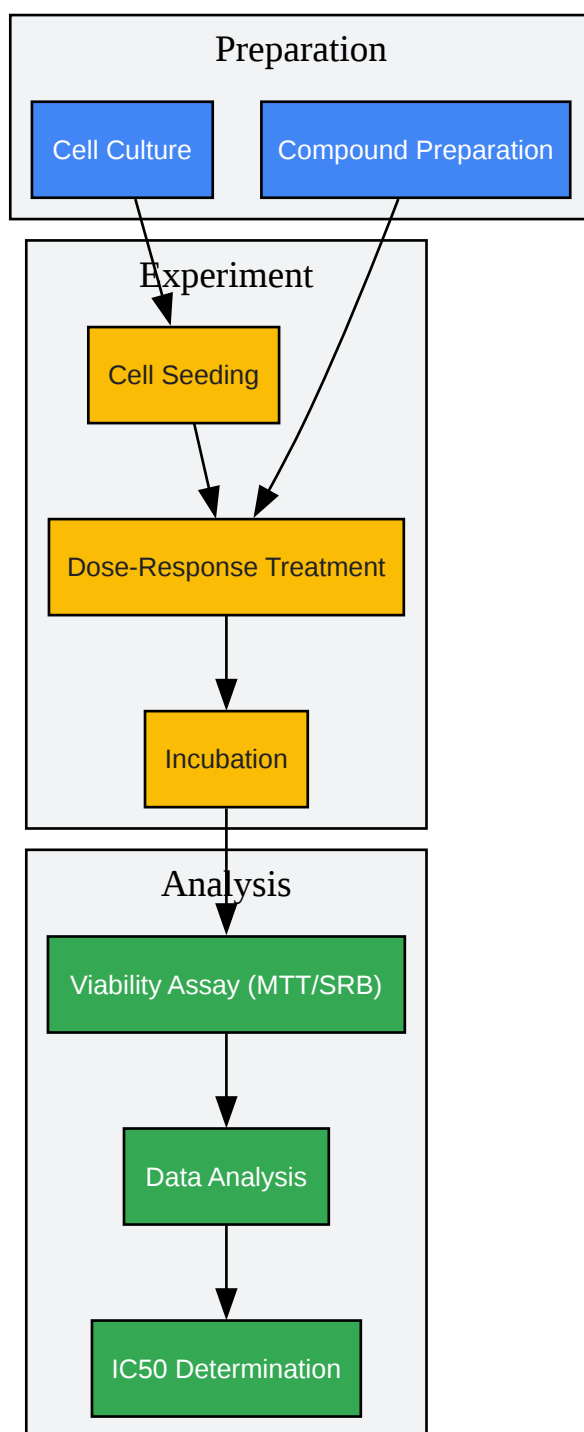 Preparation
Cell Culture
Compound Preparation
Experiment
Cell Seeding
Dose-Response Treatment
Incubation
Analysis
Viability Assay (MTT/SRB)
Data Analysis
IC50 Determination